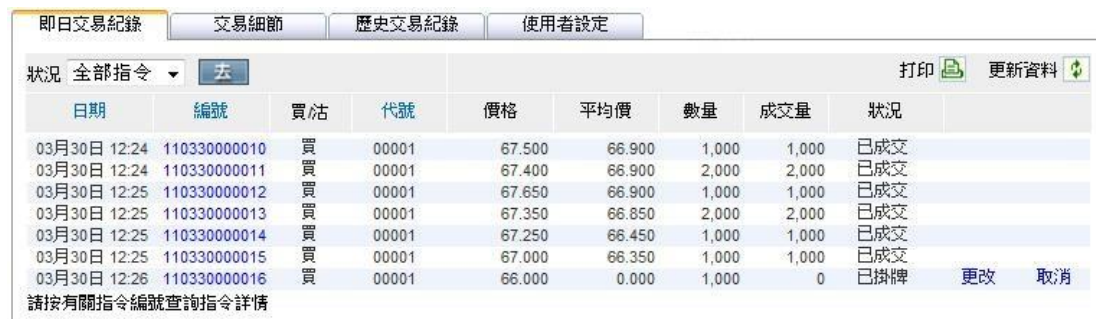 即日交易紀錄 交易細節 歷史交易紀錄 使用者設定
狀況 全部指令 去 打印 更新資料
日期 編號 買/沽 代號 價格 平均價 數量 成交量 狀況
03月30日 12:24 110330000010 買 00001 67.500 66.900 1,000 1,000 已成交
03月30日 12:24 110330000011 買 00001 67.400 66.900 2,000 2,000 已成交
03月30日 12:25 110330000012 買 00001 67.650 66.900 1,000 1,000 已成交
03月30日 12:25 110330000013 買 00001 67.350 66.850 2,000 2,000 已成交
03月30日 12:25 110330000014 買 00001 67.250 66.450 1,000 1,000 已成交
03月30日 12:25 110330000015 買 00001 67.000 66.350 1,000 1,000 已成交
03月30日 12:26 110330000016 買 00001 66.000 0.000 1,000 0 已掛牌 更改 取消
請按有關指令編號查詢指令詳情